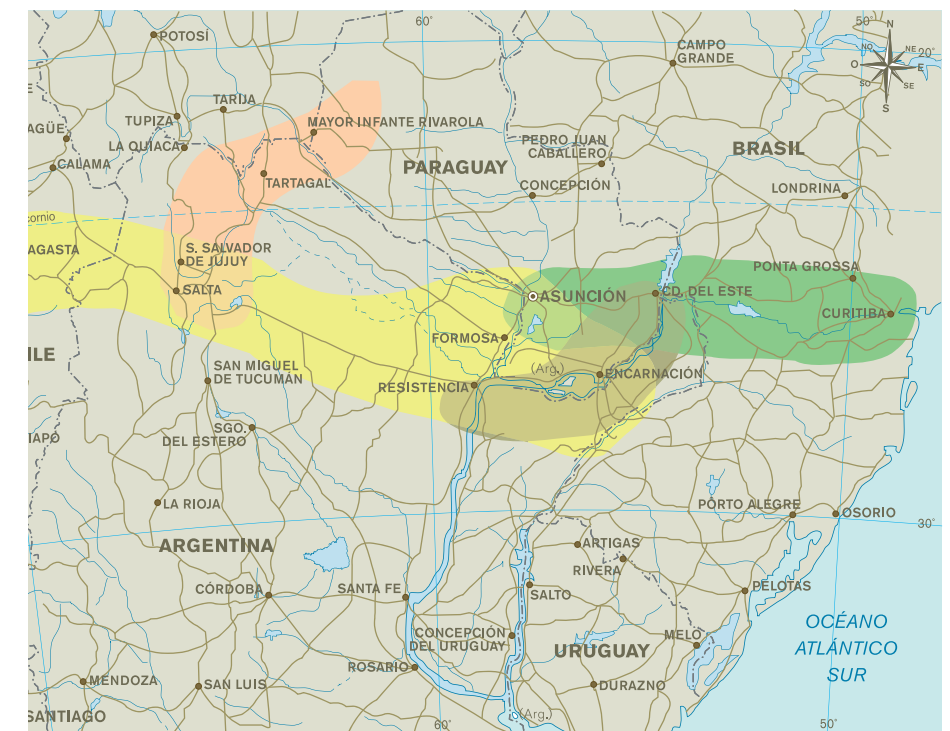 60°
50°
N
POTOSÍ
CAMPO
GRANDE
NO
NE
20°
O
E
SO
SE
S
TARIJA
TUPIZA
MAYOR INFANTE RIVAROLA
AGÜE
LA QUIACA
PEDRO JUAN
CABALLERO
BRASIL
CALAMA
PARAGUAY
TARTAGAL
CONCEPCIÓN
LONDRINA
cornio
AGASTA
S. SALVADOR
DE JUJUY
PONTA GROSSA
SALTA
ASUNCIÓN
CD. DEL ESTE
CURITIBA
FORMOSA
ILE
SAN MIGUEL
DE TUCUMÁN
(Arg.)
ENCARNACIÓN
RESISTENCIA
SGO.
DEL ESTERO
IAPÓ
LA RIOJA
PORTO ALEGRE
OSORIO
30°
ARGENTINA
ARTIGAS
RIVERA
CÓRDOBA
SANTA FE
SALTO
PELOTAS
CONCEPCIÓN
DEL URUGUAY
MELO
OCÉANO
ATLÁNTICO
SUR
URUGUAY
ROSARIO
MENDOZA
SAN LUIS
DURAZNO
SANTIAGO
(Arg.)
60°
50°